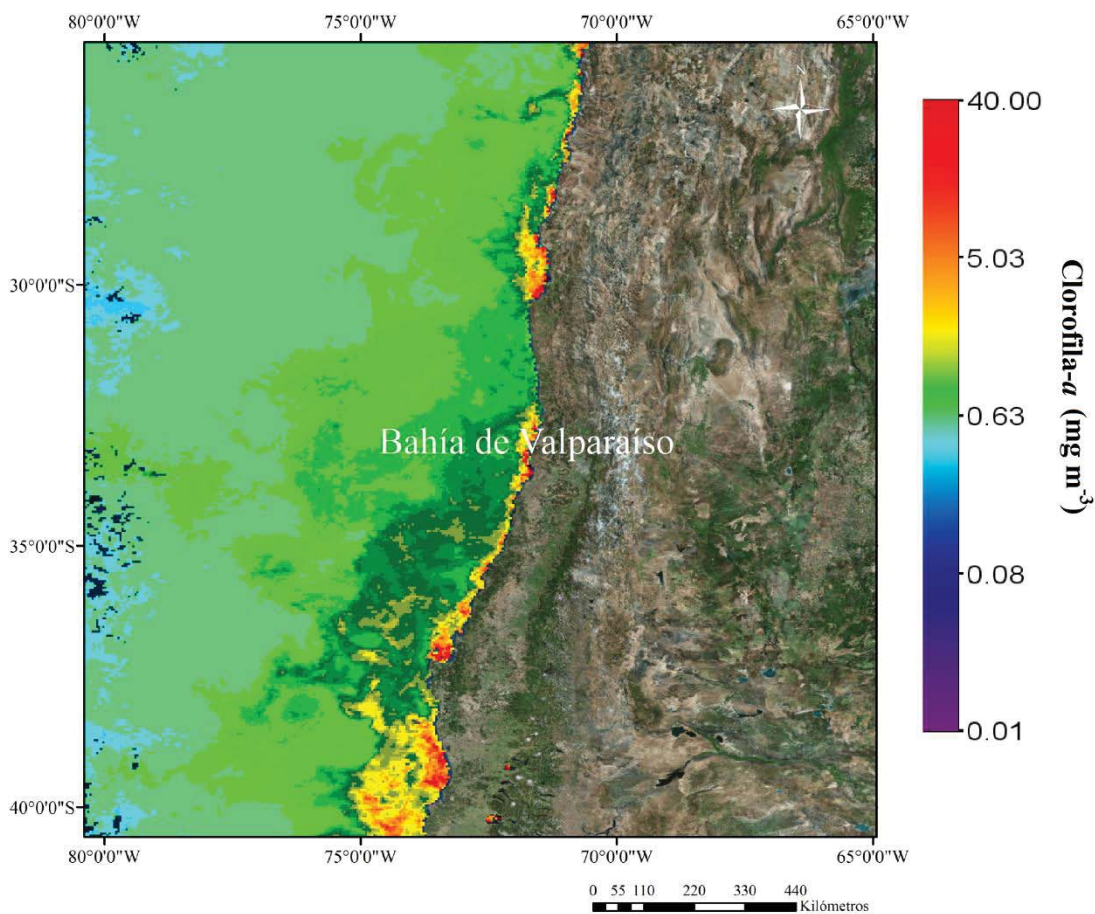 80°0'0"W
75°0'0"W
70°0'0"W
65°0'0"W
N
40.00
5.03
30°0'0"S
Clorofila-a (mg m-3)
0.63
Bahía de Valparaíso
35°0'0"S
0.08
0.01
40°0'0"S
80°0'0"W
75°0'0"W
70°0'0"W
65°0'0"W
0 55 110 220 330 440
Kilómetros